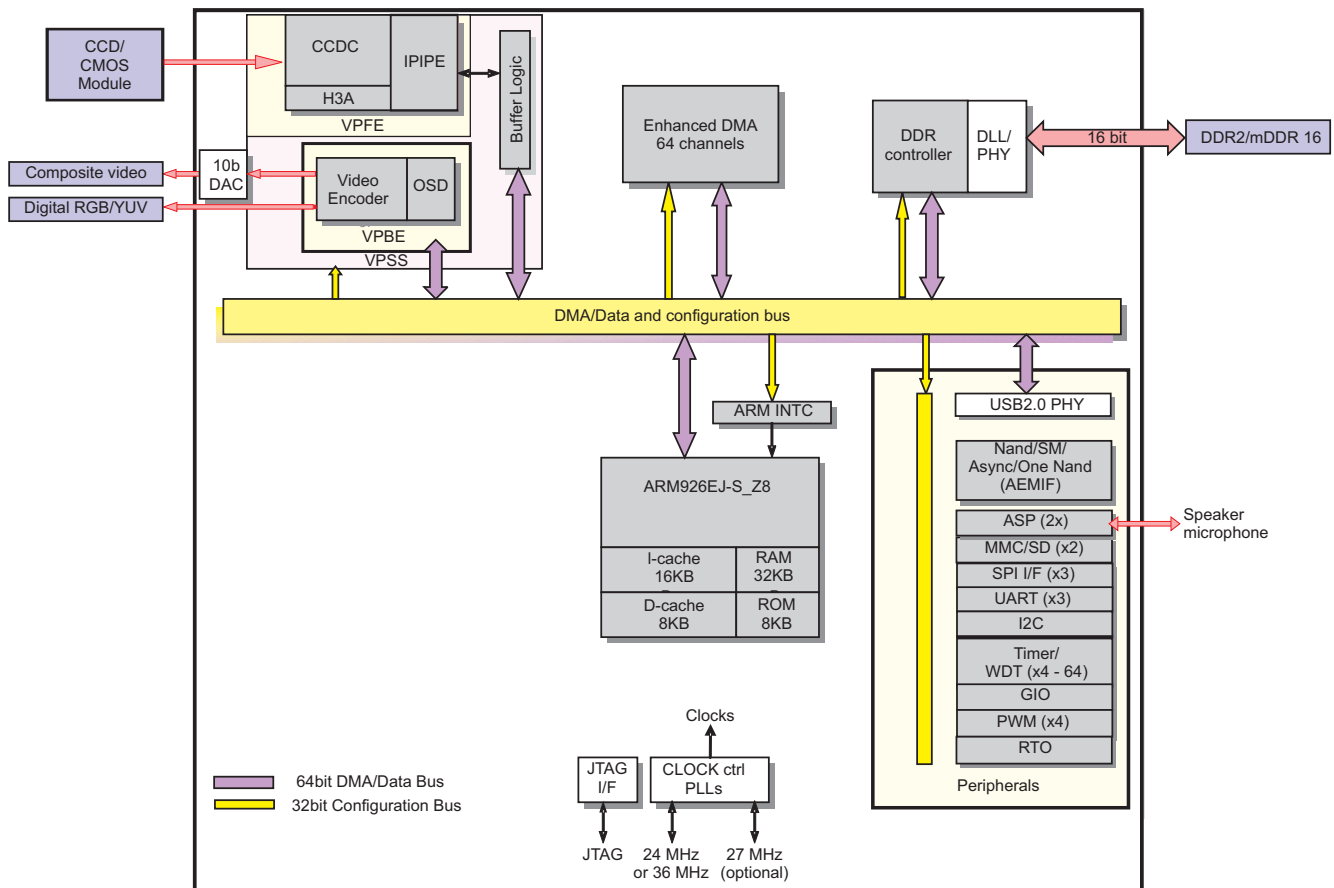 CCD/
CMOS
Module
CCDC
IPIPE
H3A
VPFE
Buffer Logic
Enhanced DMA
64 channels
DDR
controller
DLL/
PHY
16 bit
DDR2/mDDR 16
Composite video
10b
DAC
Digital RGB/YUV
Video
Encoder
OSD
VPBE
VPSS
DMA/Data and configuration bus
ARM INTC
ARM926EJ-S_Z8
I-cache
16KB
RAM
32KB
D-cache
8KB
ROM
8KB
USB2.0 PHY
Nand/SM/
Async/One Nand
(AEMIF)
ASP (2x)
Speaker
microphone
MMC/SD (x2)
SPI I/F (x3)
UART (x3)
I2C
Timer/
WDT (x4 - 64)
GIO
PWM (x4)
RTO
Peripherals
Clocks
JTAG
I/F
CLOCK ctrl
PLLs
64bit DMA/Data Bus
32bit Configuration Bus
JTAG
24 MHz
or 36 MHz
27 MHz
(optional)